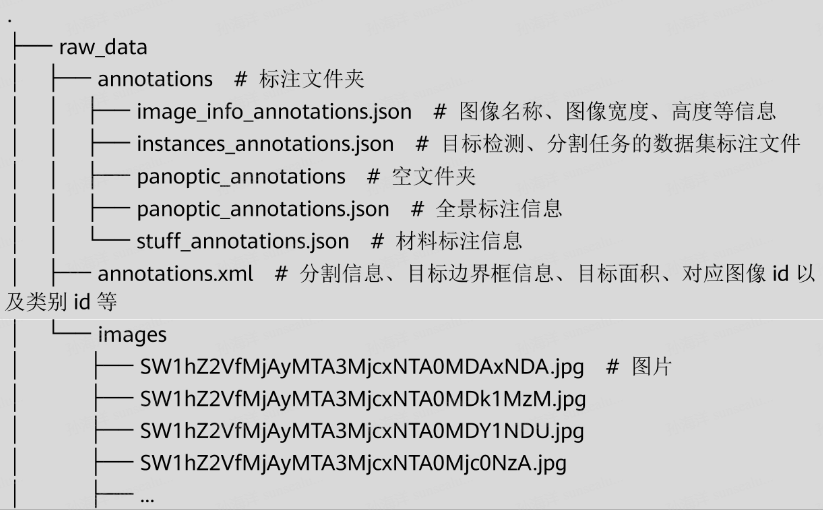 .
├── raw_data
│   ├── annotations  # 标注文件夹
│   │   ├── image_info_annotations.json  # 图像名称、图像宽度、高度等信息
│   │   ├── instances_annotations.json  # 目标检测、分割任务的数据集标注文件
│   │   ├── panoptic_annotations  # 空文件夹
│   │   ├── panoptic_annotations.json  # 全景标注信息
│   │   └── stuff_annotations.json  # 材料标注信息
│   ├── annotations.xml  # 分割信息、目标边界框信息、目标面积、对应图像 id 以
及类别 id 等
│   └── images
│       ├── SW1hZ2VfMjAyMTA3MjcxNTA0MDAxNDA.jpg  # 图片
│       ├── SW1hZ2VfMjAyMTA3MjcxNTA0MDk1MzM.jpg
│       ├── SW1hZ2VfMjAyMTA3MjcxNTA0MDY1NDU.jpg
│       ├── SW1hZ2VfMjAyMTA3MjcxNTA0Mjc0NzA.jpg
│       ├── ...